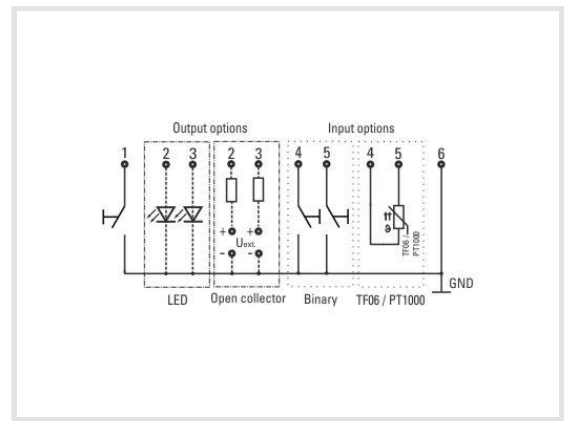 Output options
Input options
1 2 3 2 3 4 5 4 5 6
+ +
Uext.
- -
TF06 /
PT1000
ϑ
GND
LED
Open collector
Binary
TF06 / PT1000